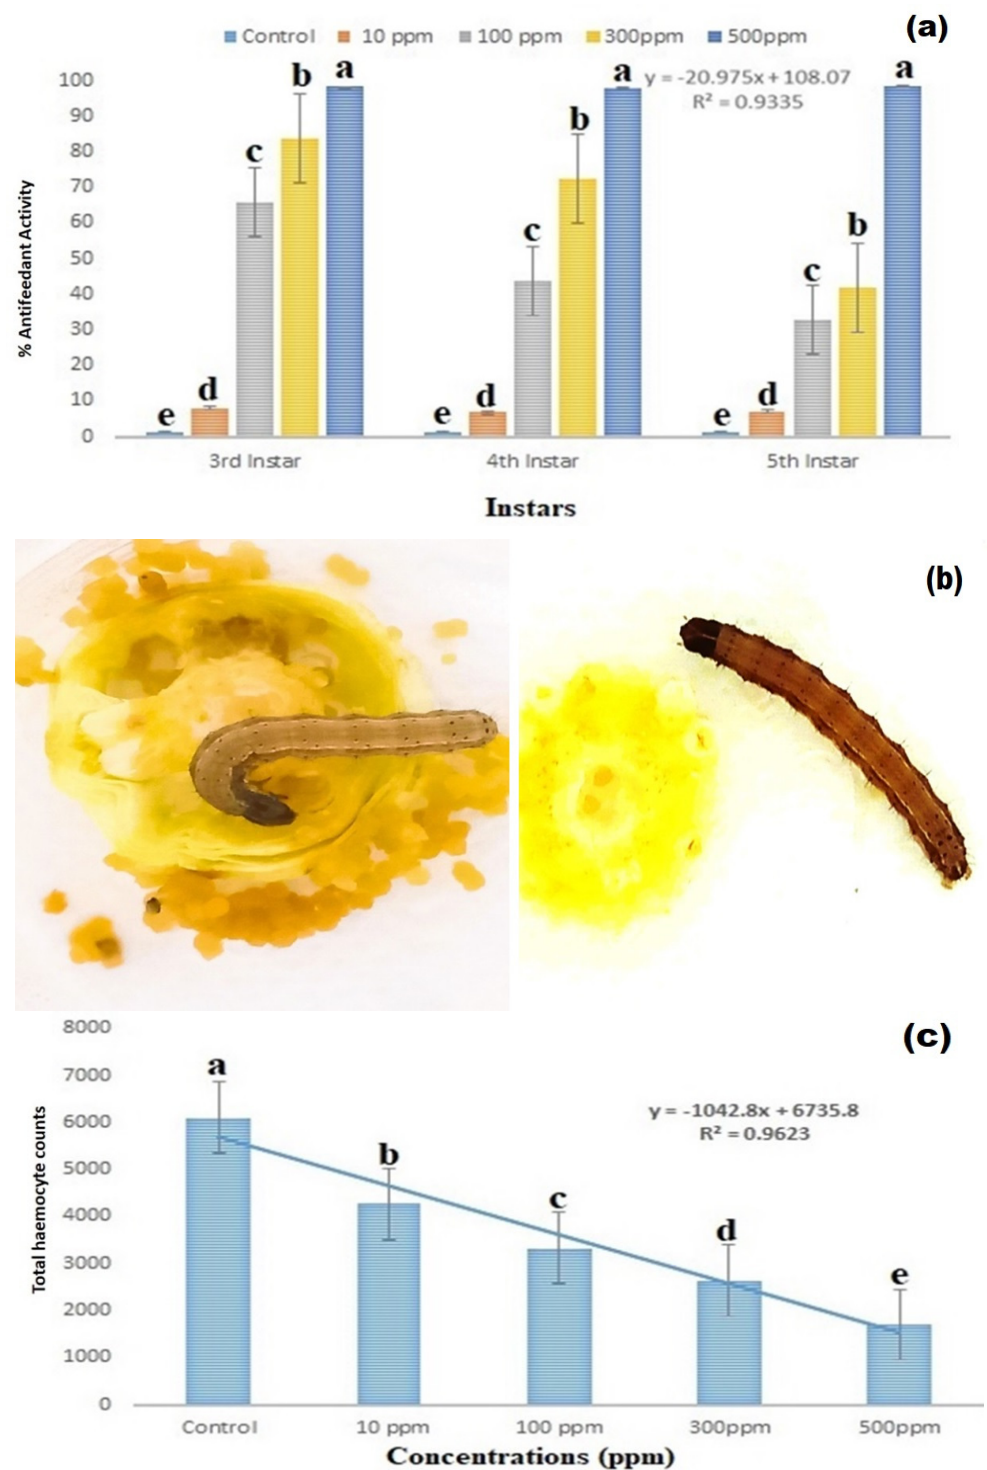 (a)
Control 10 ppm 100 ppm 300ppm 500ppm
y = -20.975x + 108.07
R² = 0.9335
% Antifeedant Activity
100
90
80
70
60
50
40
30
20
10
0
e d c b a
e d c b a
e d c b a
3rd Instar 4th Instar 5th Instar
Instars
(b)
(c)
y = -1042.8x + 6735.8
R² = 0.9623
Total haemocyte counts
8000
7000
6000
5000
4000
3000
2000
1000
0
a b c d e
Control 10 ppm 100 ppm 300ppm 500ppm
Concentrations (ppm)